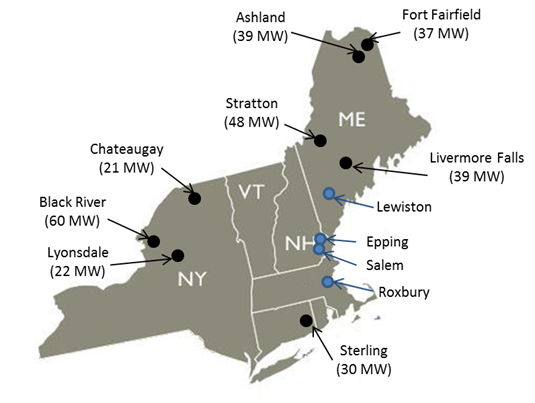 Ashland
(39 MW)
Fort Fairfield
(37 MW)
Stratton
(48 MW)
ME
Chateaugay
(21 MW)
Livermore Falls
(39 MW)
VT
Black River
(60 MW)
Lewiston
Lyonsdale
(22 MW)
NH
Epping
Salem
NY
Roxbury
Sterling
(30 MW)